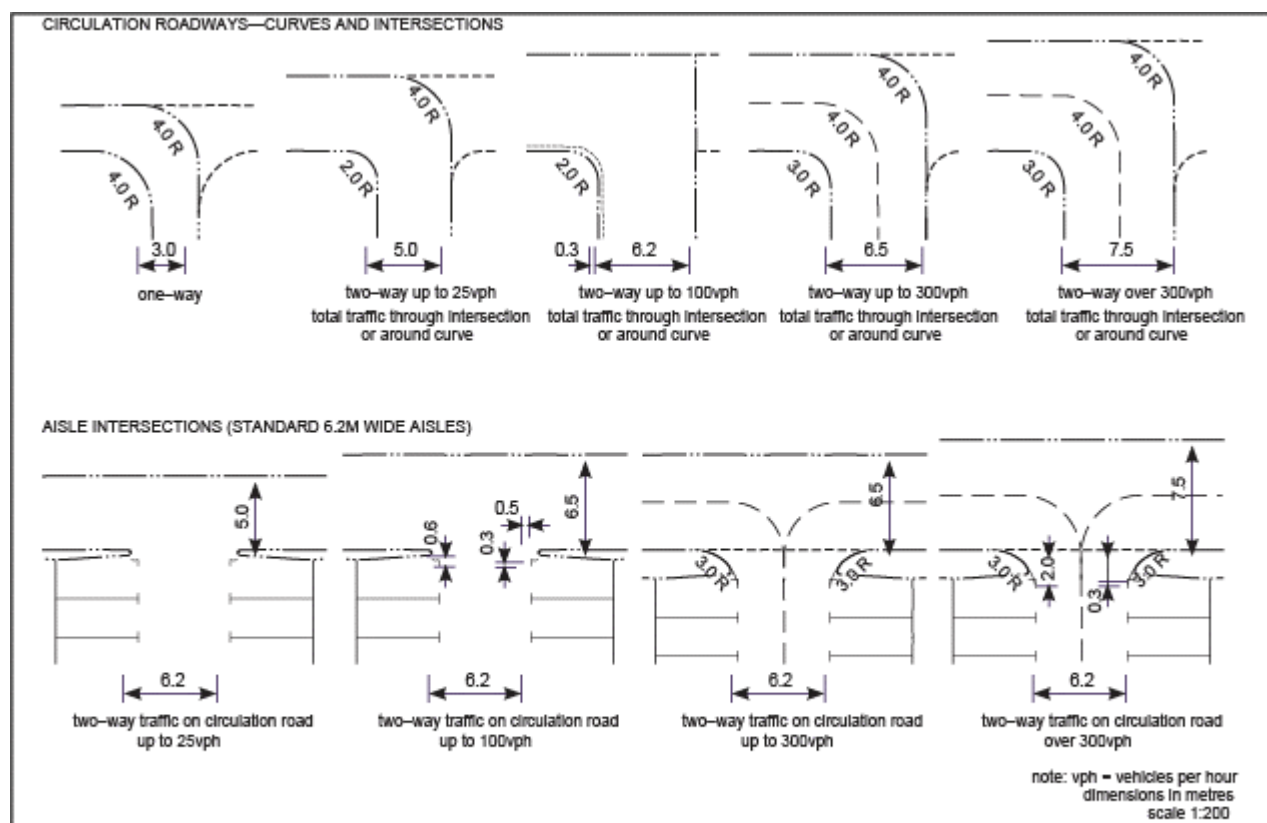 CIRCULATION ROADWAYS—CURVES AND INTERSECTIONS
4.0 R
4.0 R
3.0
one–way
4.0 R
2.0 R
5.0
two–way up to 25vph
total traffic through intersection
or around curve
2.0 R
0.3
6.2
two–way up to 100vph
total traffic through intersection
or around curve
4.0 R
4.0 R
3.0 R
6.5
two–way up to 300vph
total traffic through intersection
or around curve
4.0 R
4.0 R
3.0 R
7.5
two–way over 300vph
total traffic through intersection
or around curve
AISLE INTERSECTIONS (STANDARD 6.2M WIDE AISLES)
5.0
6.2
two–way traffic on circulation road
up to 25vph
6.5
0.5
0.6
0.3
6.2
two–way traffic on circulation road
up to 100vph
6.5
3.0 R
3.0 R
6.2
two–way traffic on circulation road
up to 300vph
7.5
3.0 R
2.0
0.3
3.0 R
6.2
two–way traffic on circulation road
over 300vph
note: vph = vehicles per hour
dimensions in metres
scale 1:200